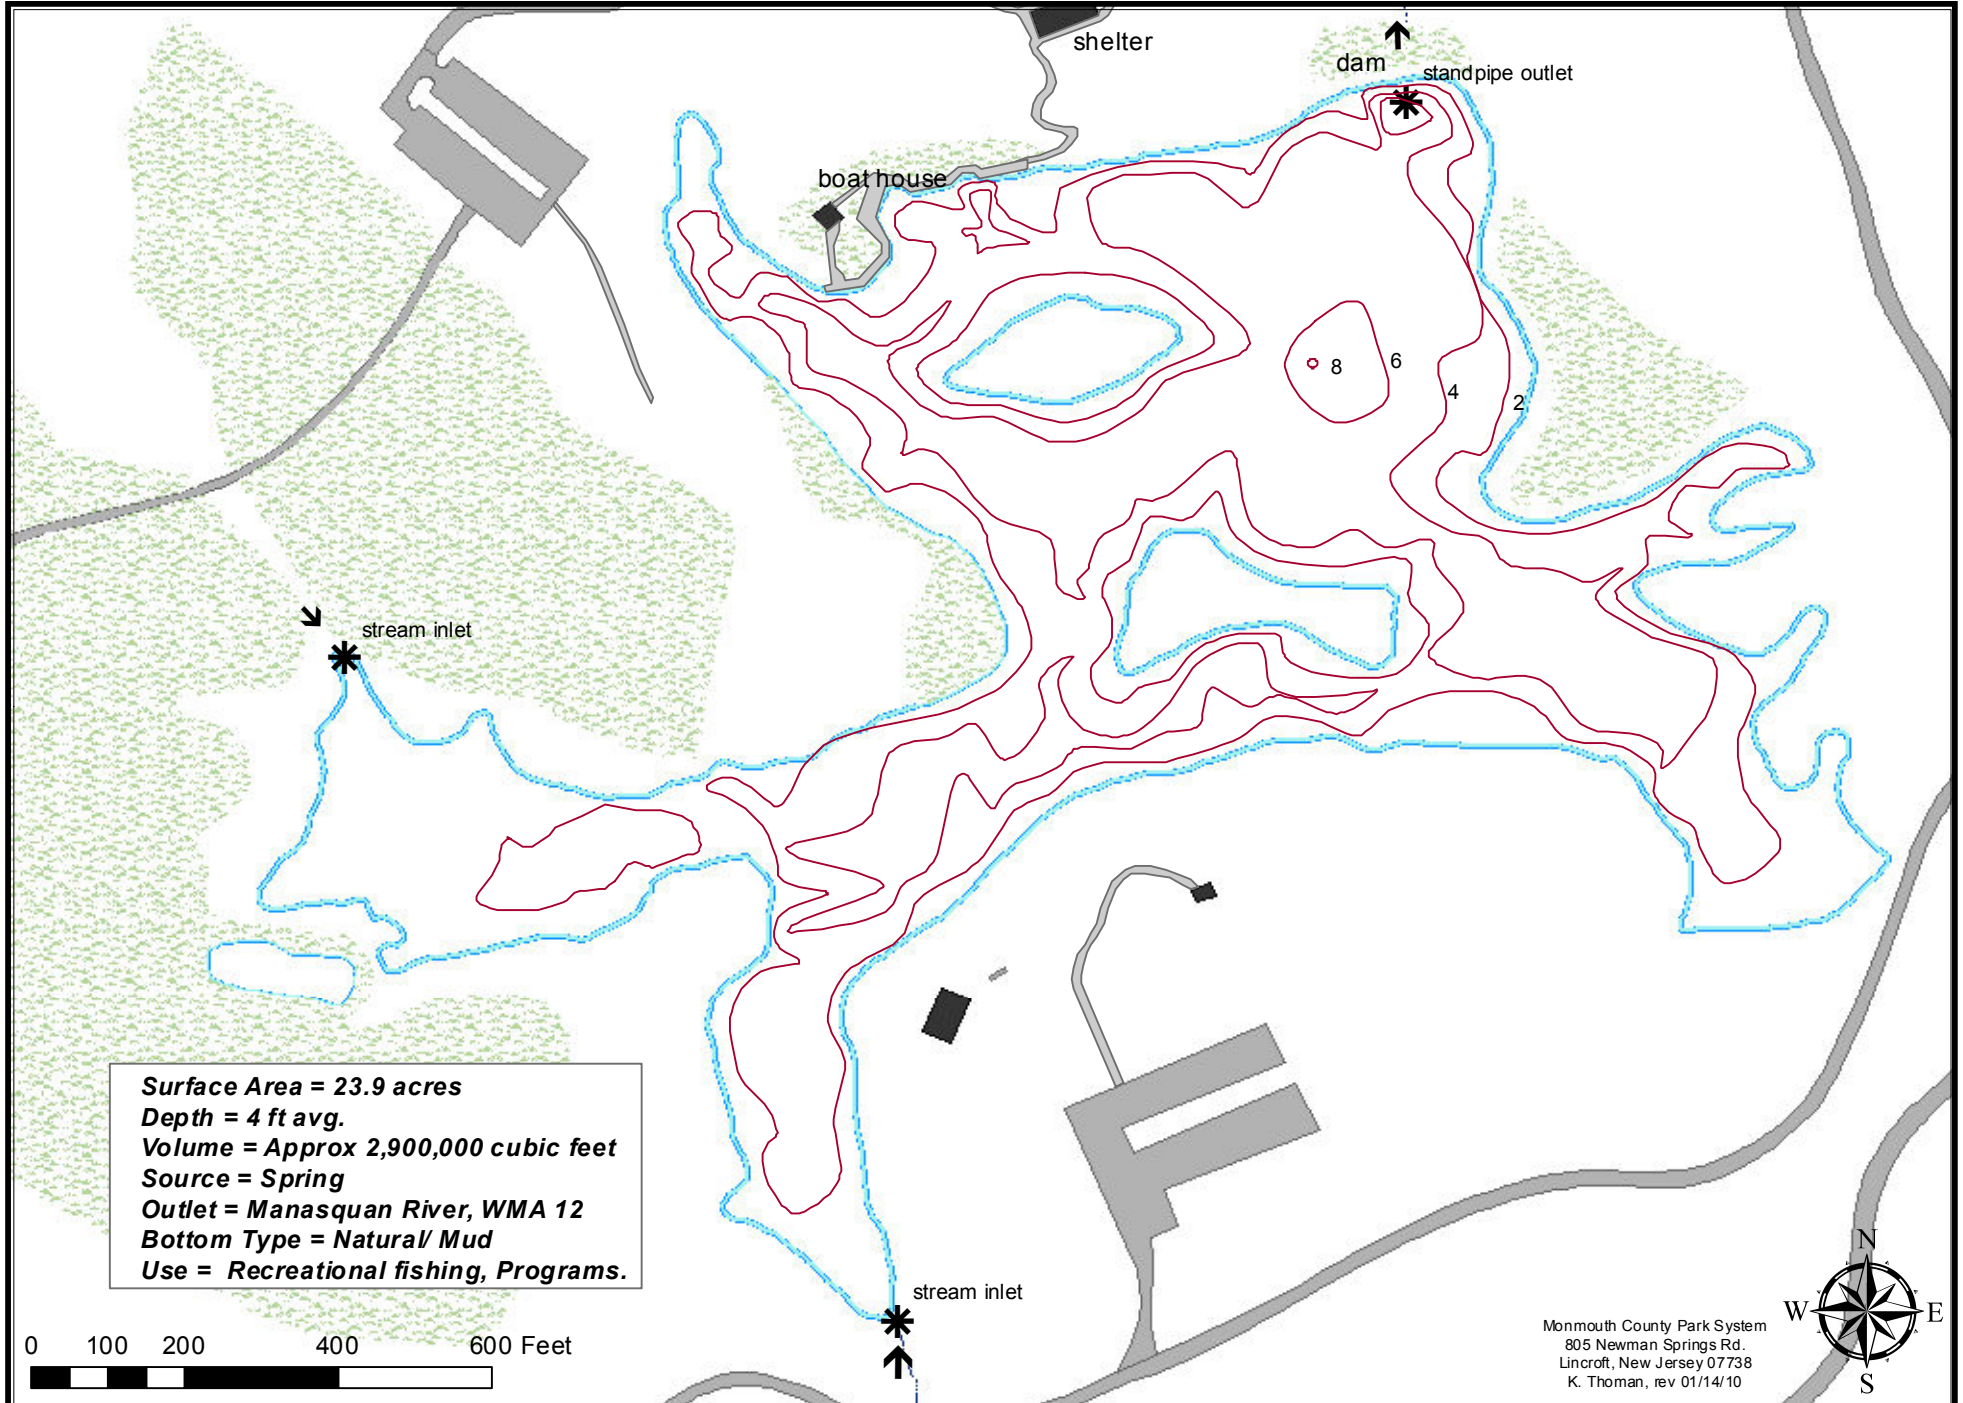 shelter
dam
standpipe outlet
boat house
8
6
4
2
stream inlet
Surface Area = 23.9 acres
Depth = 4 ft avg.
Volume = Approx 2,900,000 cubic feet
Source = Spring
Outlet = Manasquan River, WMA 12
Bottom Type = Natural/ Mud
Use = Recreational fishing, Programs.
stream inlet
0 100 200 400 600 Feet
Monmouth County Park System
805 Newman Springs Rd.
Lincroft, New Jersey 07738
K. Thoman, rev 01/14/10
N
W E
S